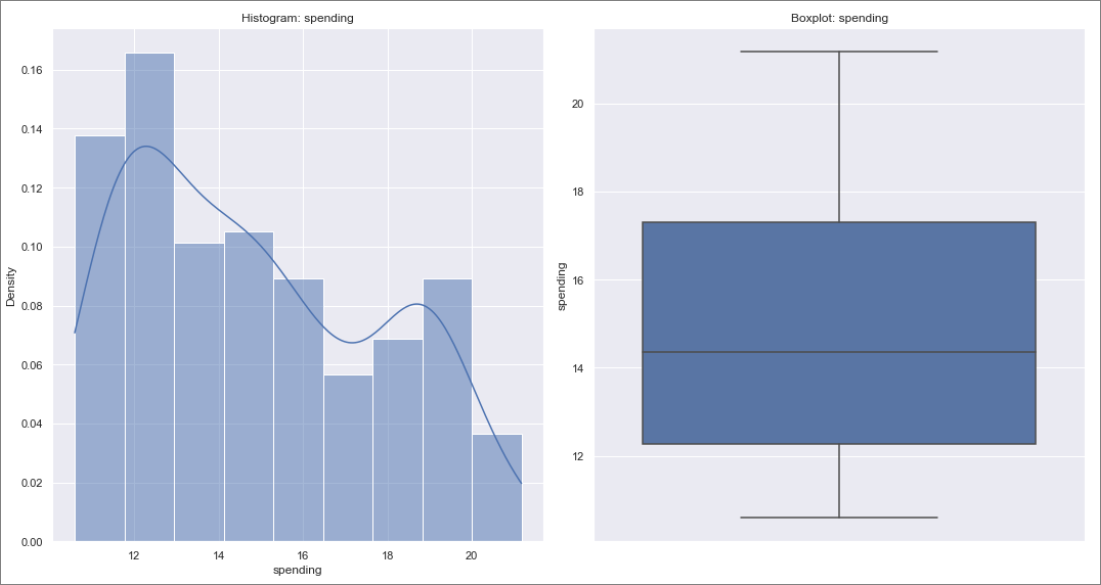 Histogram: spending
0.16
0.14
0.12
0.10
0.08
0.06
0.04
0.02
0.00
Density
12 14 16 18 20
spending
Boxplot: spending
20
18
16
14
12
spending